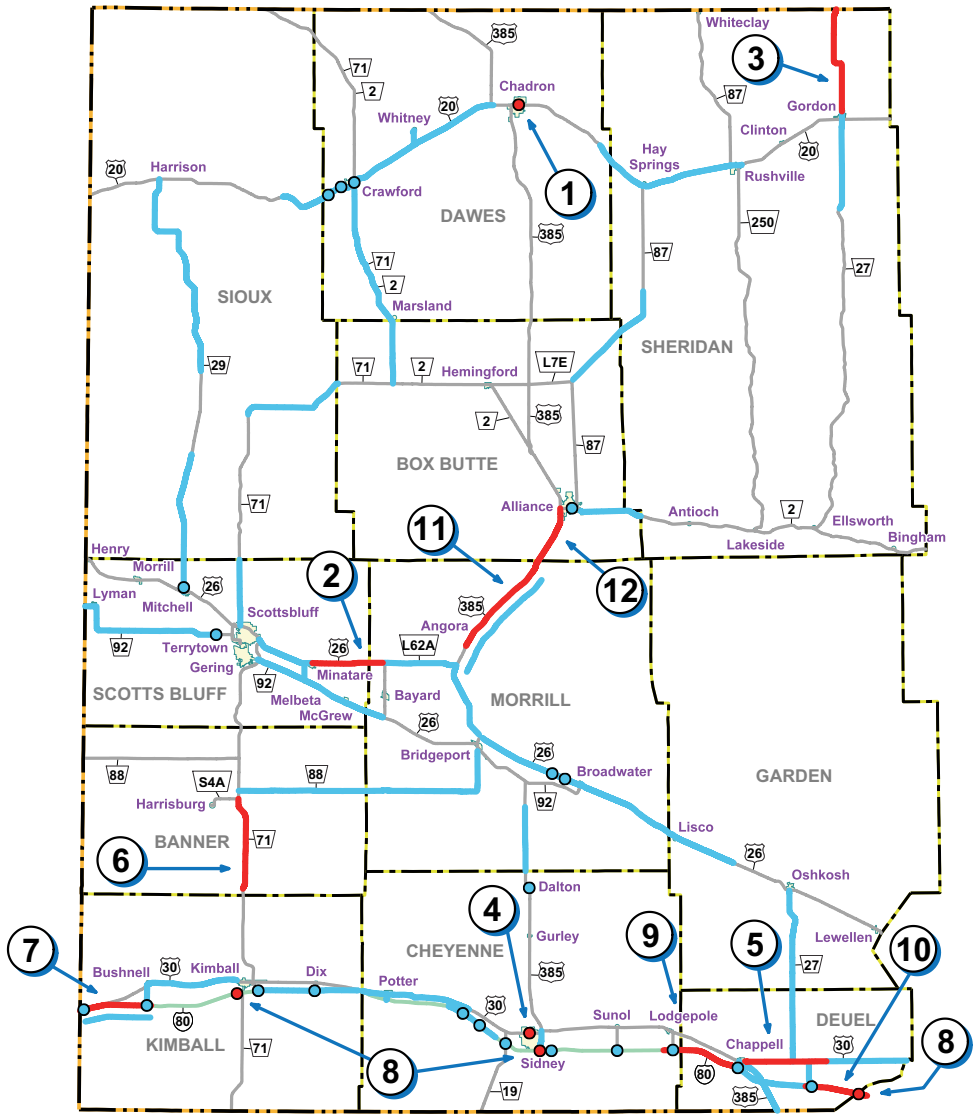 Whiteclay
385
3
71
87
2
Chadron
20
Gordon
Whitney
Clinton
20
Hay
Springs
Harrison
20
Rushville
1
Crawford
DAWES
250
385
87
71
27
2
SIOUX
Marsland
SHERIDAN
29
71
2
L7E
Hemingford
2
385
87
BOX BUTTE
Alliance
71
11
Antioch
2
Ellsworth
Lakeside
Bingham
Henry
Morrill
2
12
26
Lyman
Mitchell
Scottsbluff
385
Angora
92
Terrytown
26
L62A
Gering
Minatare
92
SCOTTS BLUFF
Melbeta
McGrew
Bayard
MORRILL
26
Bridgeport
26
Broadwater
GARDEN
88
S4A
88
92
Harrisburg
Lisco
71
BANNER
26
6
Oshkosh
Dalton
4
Lewellen
7
CHEYENNE
Gurley
9
5
10
Bushnell
30
Kimball
Dix
Potter
385
27
30
Sunol
Lodgepole
DEUEL
80
Chappell
30
8
KIMBALL
71
8
Sidney
80
19
385